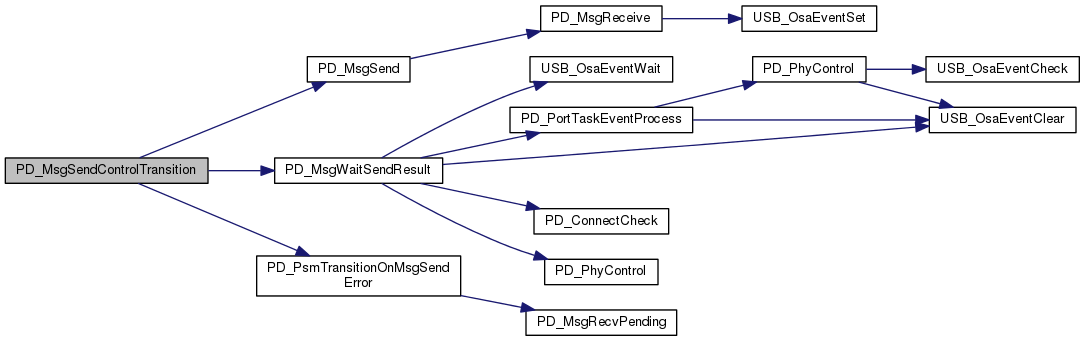 PD_MsgReceive
USB_OsaEventSet
PD_MsgSend
USB_OsaEventWait
PD_PhyControl
USB_OsaEventCheck
PD_PortTaskEventProcess
USB_OsaEventClear
PD_MsgSendControlTransition
PD_MsgWaitSendResult
PD_ConnectCheck
PD_PsmTransitionOnMsgSend
Error
PD_PhyControl
PD_MsgRecvPending